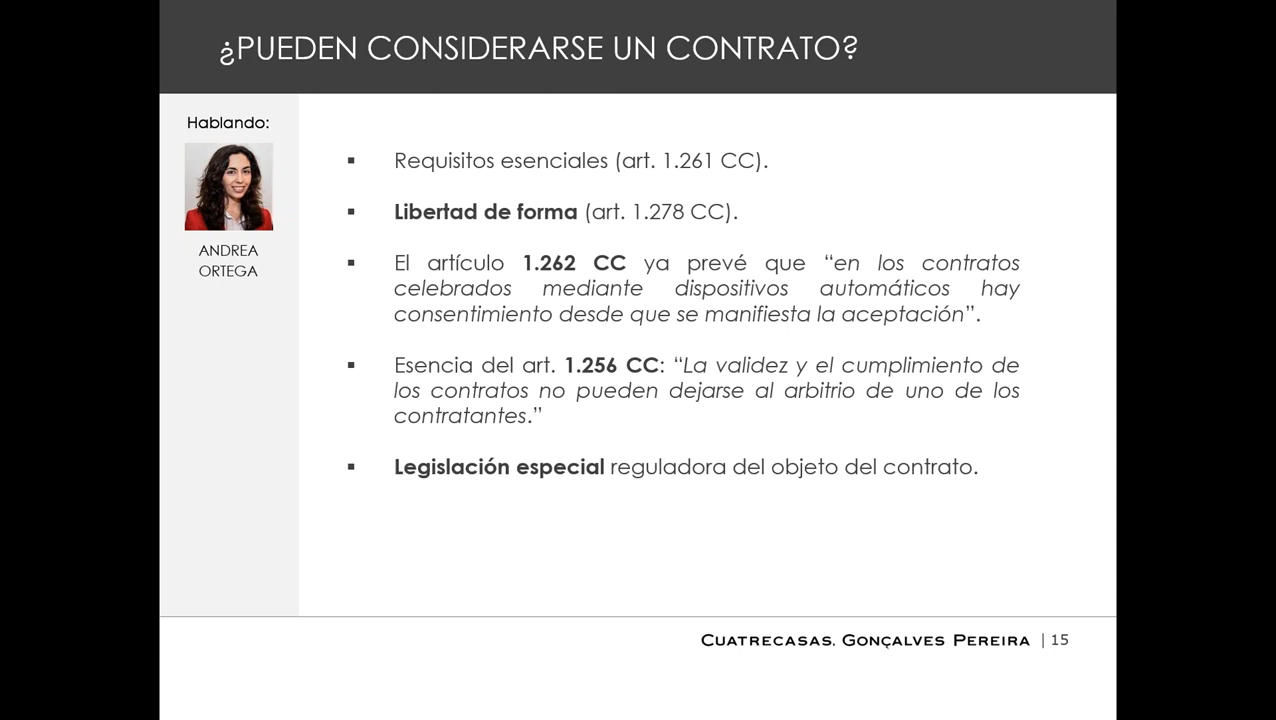 ¿PUEDEN CONSIDERARSE UN CONTRATO?
Hablando:
ANDREA
ORTEGA
▪ Requisitos esenciales (art. 1.261 CC).
▪ Libertad de forma (art. 1.278 CC).
▪ El artículo 1.262 CC ya prevé que “en los contratos
celebrados mediante dispositivos automáticos hay
consentimiento desde que se manifiesta la aceptación”.
▪ Esencia del art. 1.256 CC: “La validez y el cumplimiento de
los contratos no pueden dejarse al arbitrio de uno de los
contratantes.”
▪ Legislación especial reguladora del objeto del contrato.
CUATRECASAS. GONÇALVES PEREIRA | 15